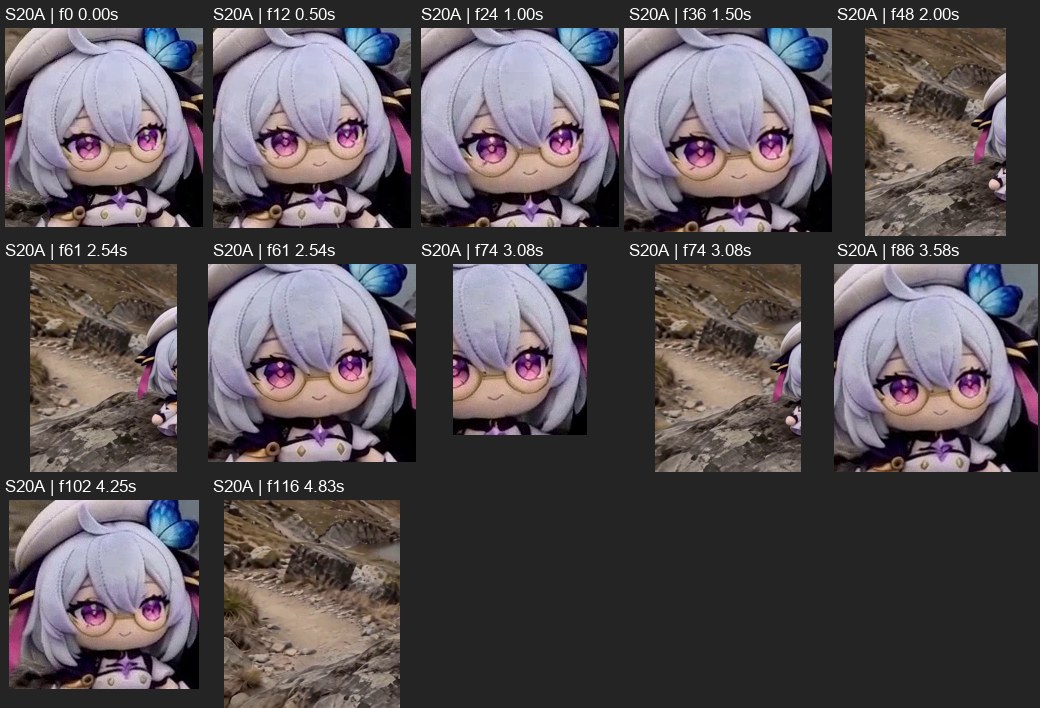 S20A | f0 0.00s
S20A | f12 0.50s
S20A | f24 1.00s
S20A | f36 1.50s
S20A | f48 2.00s
S20A | f61 2.54s
S20A | f61 2.54s
S20A | f74 3.08s
S20A | f74 3.08s
S20A | f86 3.58s
S20A | f102 4.25s
S20A | f116 4.83s